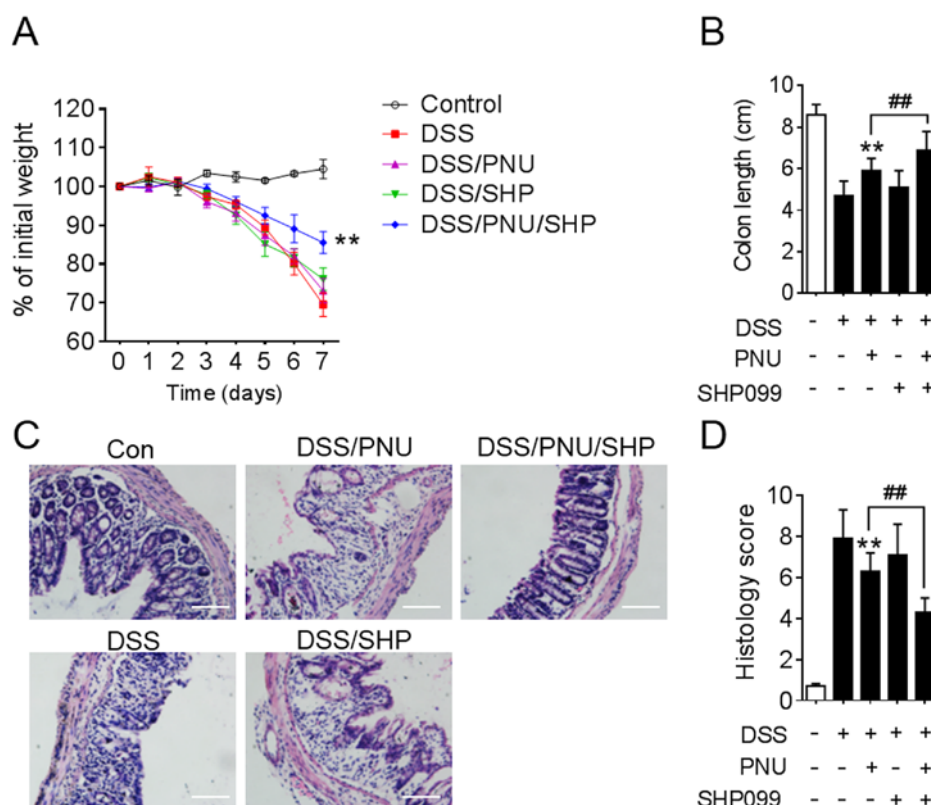 A
% of initial weight
120
110
100
90
80
70
60
0 1 2 3 4 5 6 7
Time (days)
Control
DSS
DSS/PNU
DSS/SHP
DSS/PNU/SHP
**
B
Colon length (cm)
10
8
6
4
2
0
**
##
DSS - + + + +
PNU - - + - +
SHP099 - - - + +
C
Con
DSS/PNU
DSS/PNU/SHP
DSS
DSS/SHP
D
Histology score
10
8
6
4
2
0
**
##
DSS - + + + +
PNU - - + - +
SHP099 - - - + +